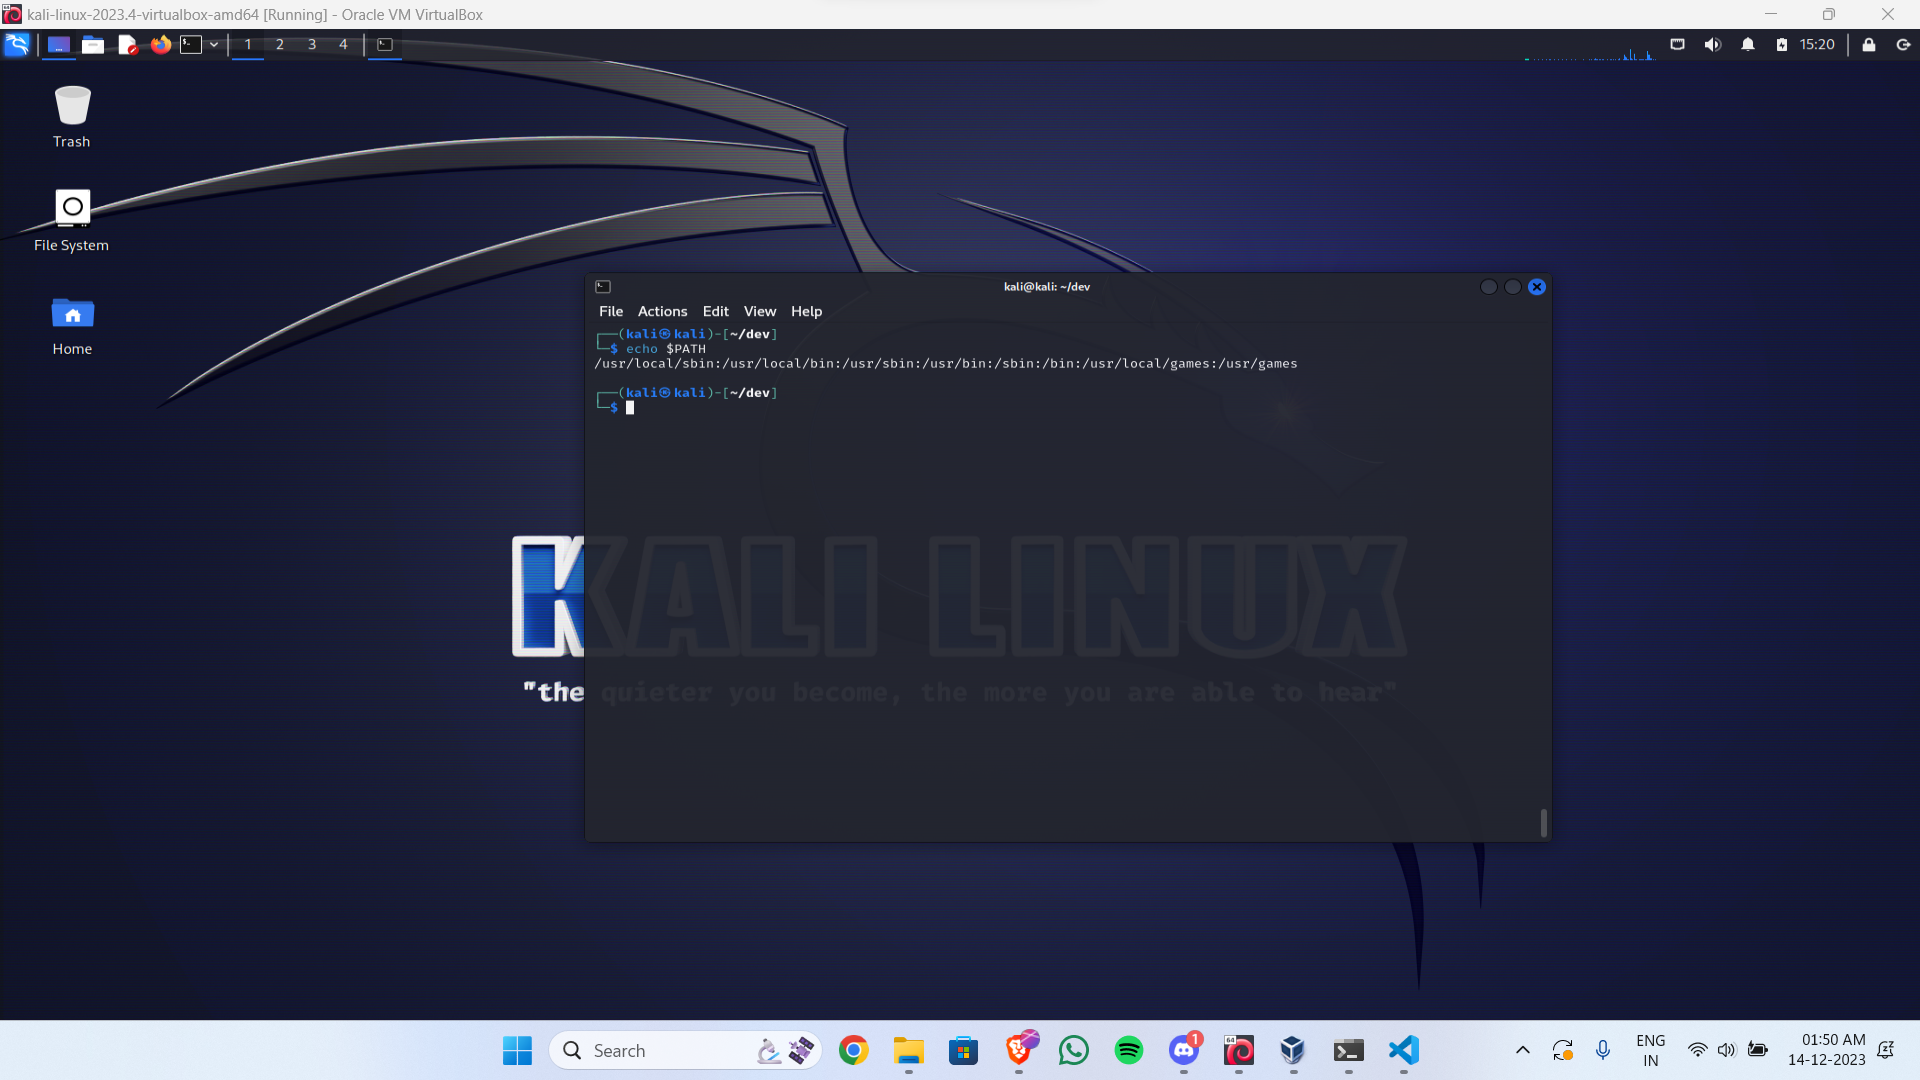 kali-linux-2023.4-virtualbox-amd64 [Running] - Oracle VM VirtualBox
1 2 3 4
15:20
Trash
File System
Home
kali@kali: ~/dev
File Actions Edit View Help
┌──(kali㉿kali)-[~/dev]
└─$ echo $PATH
/usr/local/sbin:/usr/local/bin:/usr/sbin:/usr/bin:/sbin:/bin:/usr/local/games:/usr/games
┌──(kali㉿kali)-[~/dev]
└─$
KALI LINUX
"the quieter you become, the more you are able to hear"
Search
1
64
ENG
IN
01:50 AM
14-12-2023